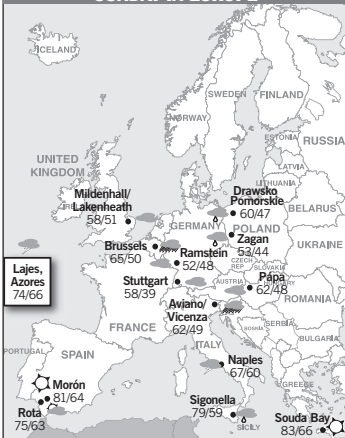 ICELAND
SWEDEN
FINLAND
NORWAY
ESTONIA
RUSSIA
LATVIA
LITHUANIA
UNITED
KINGDOM
Mildenhall/
Lakenheath
58/51
Drawsko
Pomorskie
60/47
BELARUS
GERMANY
POLAND
Zagan
53/44
UKRAINE
Brussels
65/50
Ramstein
52/48
CZECH
REP.
SLOVAKIA
Lajes,
Azores
74/66
Stuttgart
58/39
AUSTRIA
Pápa
62/48
ROMANIA
Aviano/
Vicenza
62/49
FRANCE
BOSNIA
SERBIA
BULGARIA
ITALY
PORTUGAL
SPAIN
Naples
67/60
Morón
81/64
GREECE
Rota
75/63
Sigonella
79/59
SICILY
Souda Bay
83/66